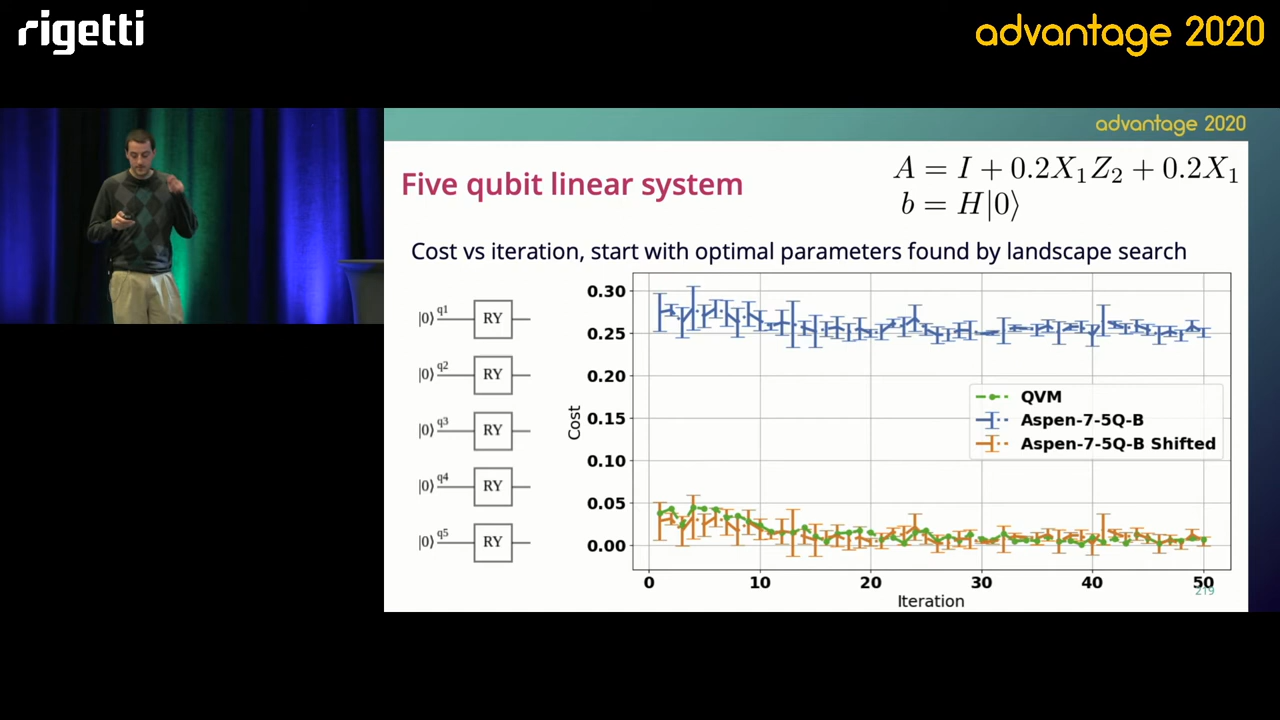 rigetti
advantage 2020
advantage 2020
Five qubit linear system
A = I + 0.2X₁Z₂ + 0.2X₁
b = H|0⟩
Cost vs iteration, start with optimal parameters found by landscape search
|0⟩ q1 RY
|0⟩ q2 RY
|0⟩ q3 RY
|0⟩ q4 RY
|0⟩ q5 RY
Cost
0.30
0.25
0.20
0.15
0.10
0.05
0.00
QVM
Aspen-7-5Q-B
Aspen-7-5Q-B Shifted
0 10 20 30 40 50
Iteration
219